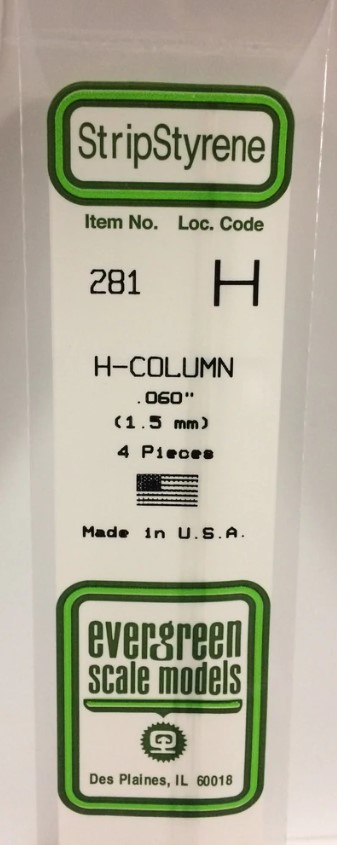 StripStyrene
Item No. Loc. Code
281 H
H-COLUMN
.060"
(1.5 mm)
4 Pieces
Made in U.S.A.
evergreen
scale models
Des Plaines, IL 60018